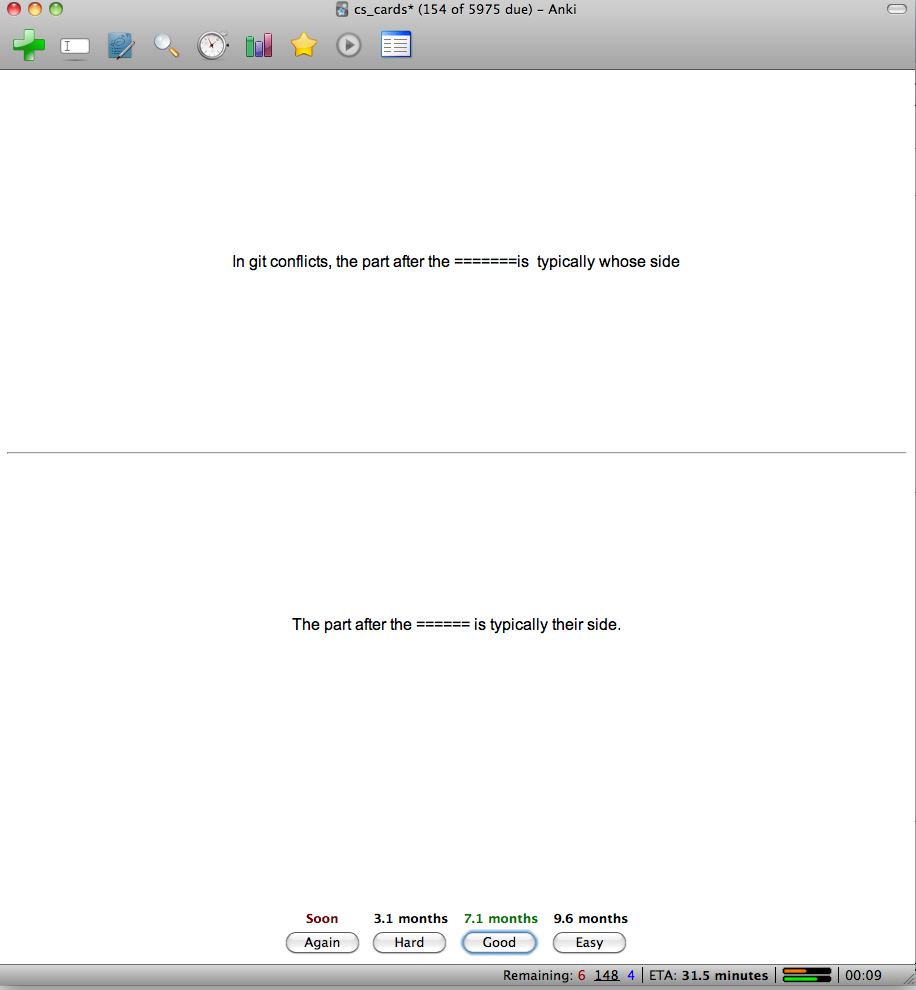 cs_cards* (154 of 5975 due) – Anki
In git conflicts, the part after the =======is  typically whose side
The part after the ====== is typically their side.
Soon 3.1 months 7.1 months 9.6 months
Again Hard Good Easy
Remaining: 6 148 4 ETA: 31.5 minutes 00:09